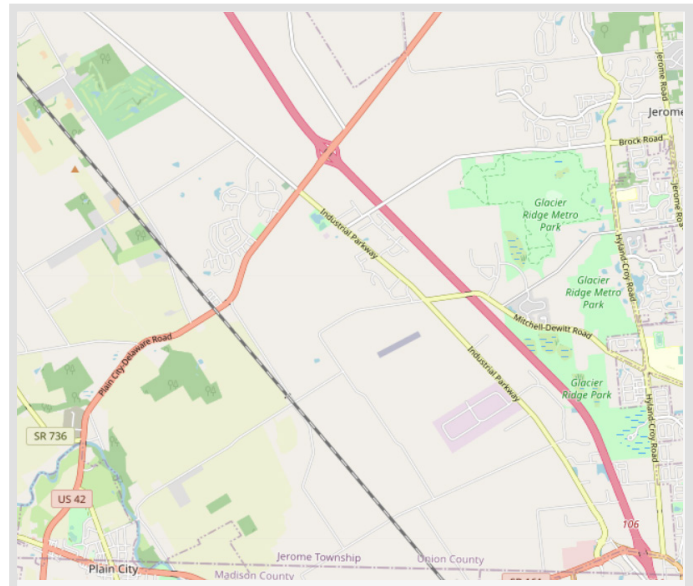 Jerome Road
Jerome
Brock Road
Jerome Roa
Glacier
Ridge Metro
Park
Industrial Parkway
Hyland-Croy Road
Glacier
Ridge Metro
Park
Mitchell-Dewitt Road
Plain City-Delaware Road
Industrial Parkway
Glacier
Ridge Park
Hyland-Croy Road
SR 736
US 42
106
Jerome Township
Union County
Plain City
Madison County